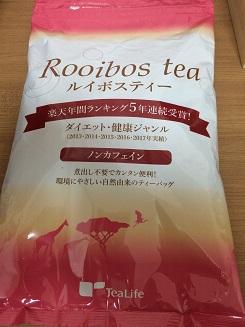 Rooibos tea
ルイボスティー
楽天年間ランキング5年連続受賞!
ダイエット・健康ジャンル
(2013・2014・2015・2016・2017年実績)
ノンカフェイン
煮出し不要でカンタン便利!
環境にやさしい自然由来のティーバッグ
TeaLife